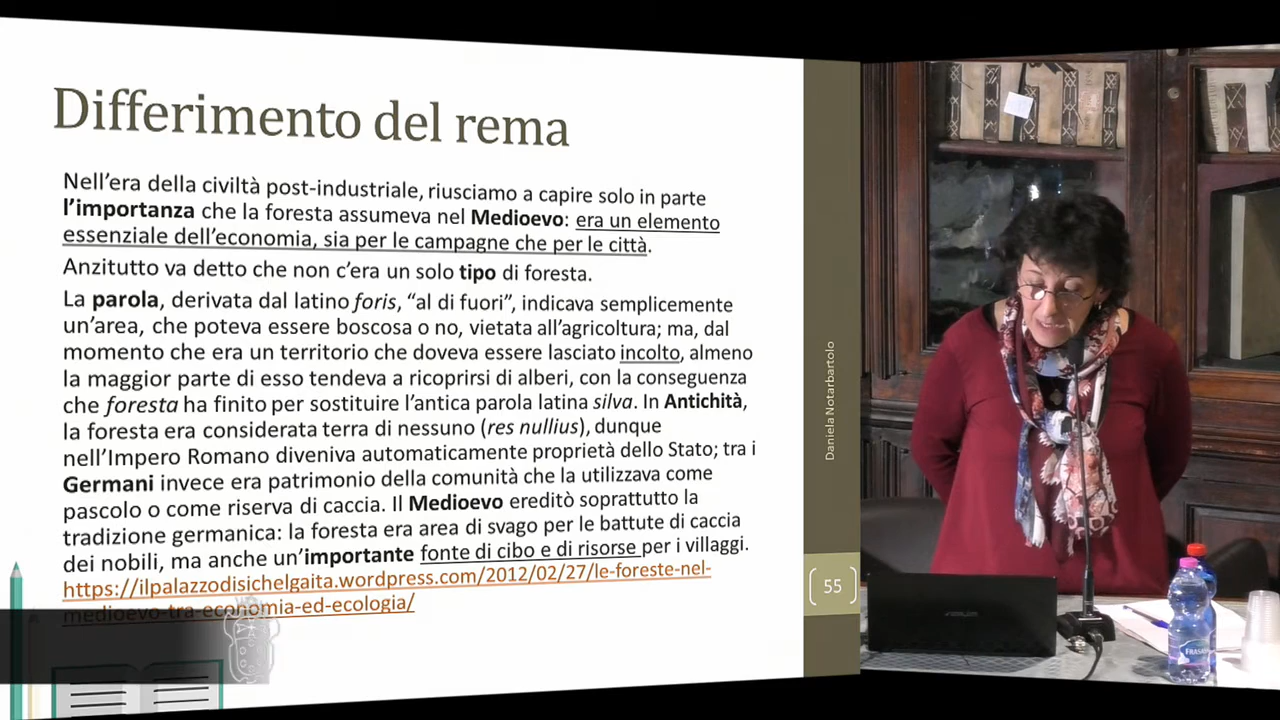 Differimento del rema
Nell'era della civiltà post-industriale, riusciamo a capire solo in parte
l'importanza che la foresta assumeva nel Medioevo: era un elemento
essenziale dell'economia, sia per le campagne che per le città.
Anzitutto va detto che non c'era un solo tipo di foresta.
La parola, derivata dal latino foris, “al di fuori”, indicava semplicemente
un'area, che poteva essere boscosa o no, vietata all'agricoltura; ma, dal
momento che era un territorio che doveva essere lasciato incolto, almeno
la maggior parte di esso tendeva a ricoprirsi di alberi, con la conseguenza
che foresta ha finito per sostituire l'antica parola latina silva. In Antichità,
la foresta era considerata terra di nessuno (res nullius), dunque
nell'Impero Romano diveniva automaticamente proprietà dello Stato; tra i
Germani invece era patrimonio della comunità che la utilizzava come
pascolo o come riserva di caccia. Il Medioevo ereditò soprattutto la
tradizione germanica: la foresta era area di svago per le battute di caccia
dei nobili, ma anche un'importante fonte di cibo e di risorse per i villaggi.
https://ilpalazzodisichelgaita.wordpress.com/2012/02/27/le-foreste-nel-
medioevo-tra-economia-ed-ecologia/
Daniela Notarbartolo
55